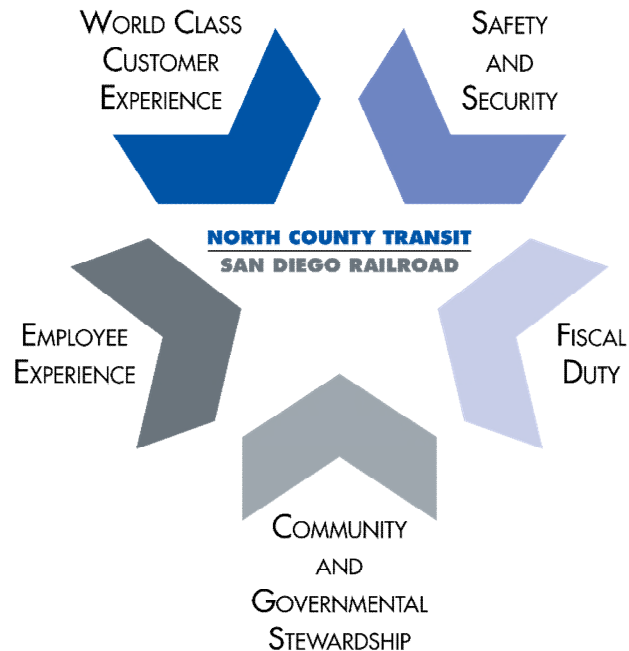 World Class
Customer
Experience
Safety
and
Security
NORTH COUNTY TRANSIT
SAN DIEGO RAILROAD
Employee
Experience
Fiscal
Duty
Community
and
Governmental
Stewardship